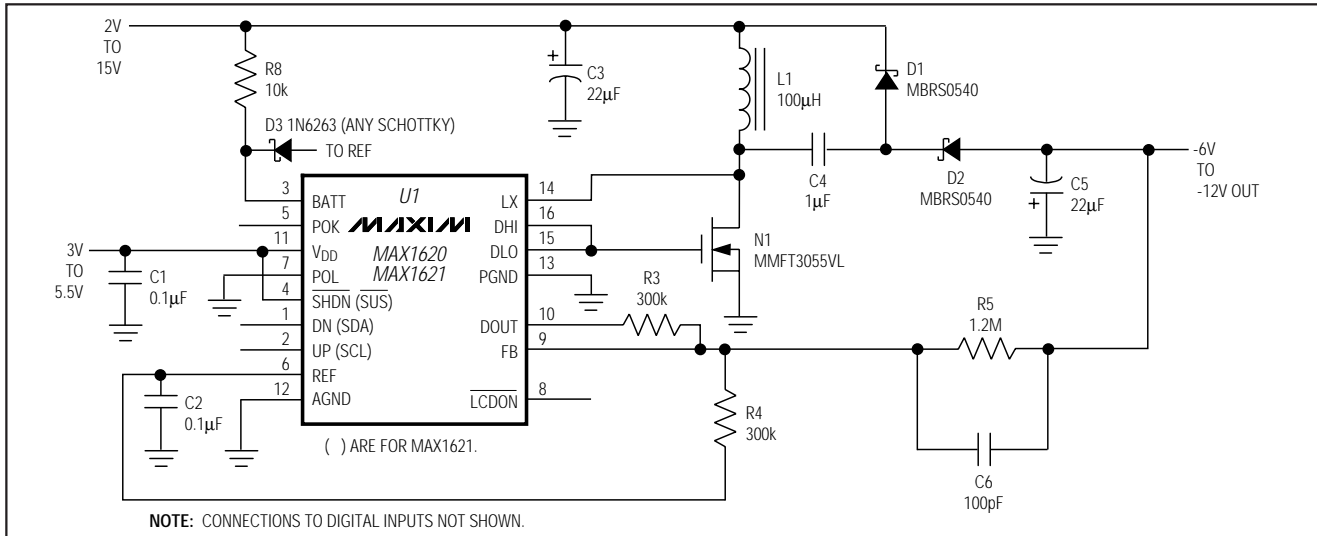 2V
TO
15V
R8
10k
C3
22µF
+
L1
100µH
D1
MBRS0540
D3 1N6263 (ANY SCHOTTKY)
TO REF
C4
1µF
D2
MBRS0540
-6V
TO
-12V OUT
C5
22µF
+
3V
TO
5.5V
C1
0.1µF
U1
MAXIM
MAX1620
MAX1621
3 BATT
5 POK
11 VDD
7 POL
4 SHDN (SUS)
1 DN (SDA)
2 UP (SCL)
6 REF
12 AGND
LX 14
DHI 16
DLO 15
PGND 13
DOUT 10
FB 9
LCDON 8
N1
MMFT3055VL
R3
300k
R5
1.2M
R4
300k
C6
100pF
C2
0.1µF
( ) ARE FOR MAX1621.
NOTE: CONNECTIONS TO DIGITAL INPUTS NOT SHOWN.